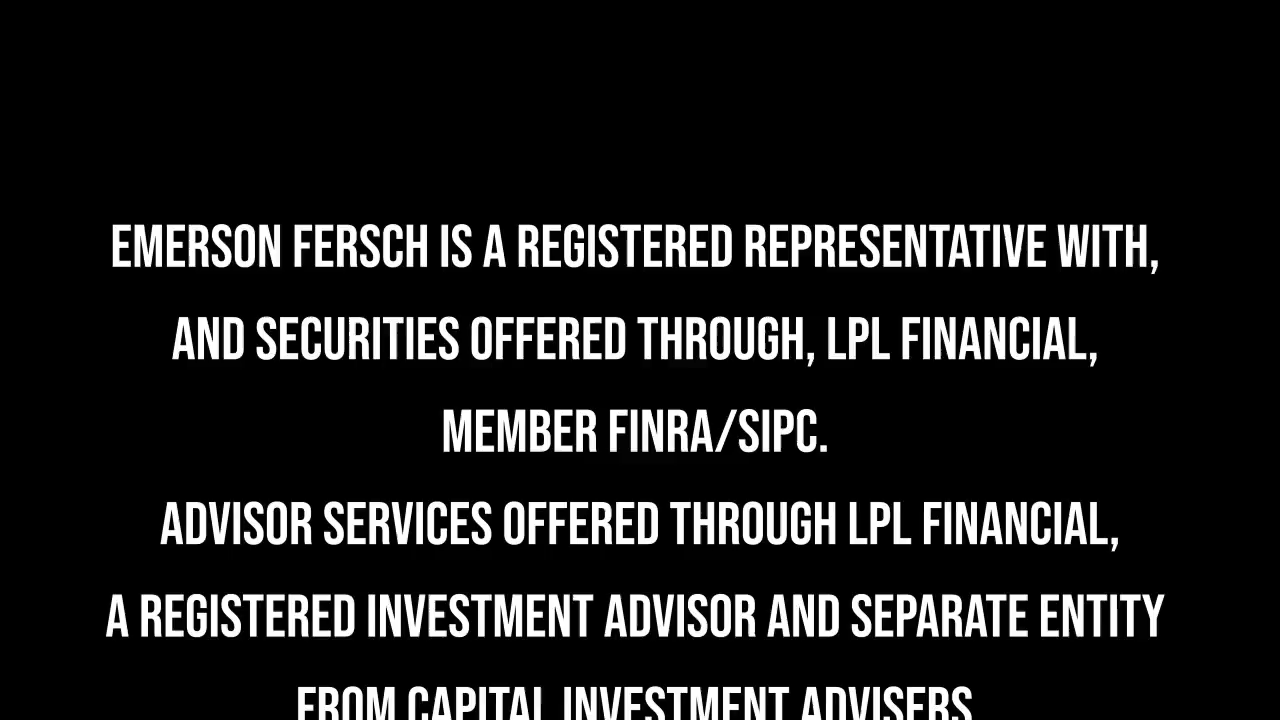 EMERSON FERSCH IS A REGISTERED REPRESENTATIVE WITH,
AND SECURITIES OFFERED THROUGH, LPL FINANCIAL,
MEMBER FINRA/SIPC.
ADVISOR SERVICES OFFERED THROUGH LPL FINANCIAL,
A REGISTERED INVESTMENT ADVISOR AND SEPARATE ENTITY
FROM CAPITAL INVESTMENT ADVISERS